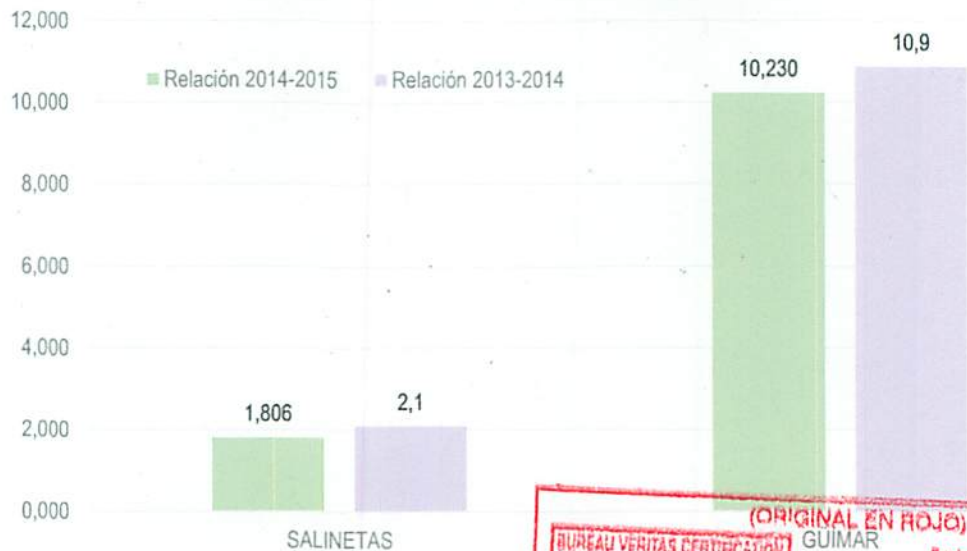 12,000
10,9
10,230
Relación 2014-2015 Relación 2013-2014
10,000
8,000
6,000
4,000
1,806
2,1
2,000
0,000
(ORIGINAL EN ROJO)
SALINETAS
BUREAU VERITAS CERTIFICATION
GUIMAR